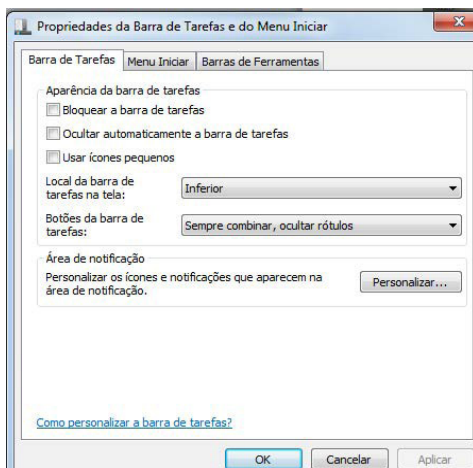 Propriedades da Barra de Tarefas e do Menu Iniciar
Barra de Tarefas
Menu Iniciar
Barras de Ferramentas
Aparência da barra de tarefas
Bloquear a barra de tarefas
Ocultar automaticamente a barra de tarefas
Usar ícones pequenos
Local da barra de
tarefas na tela:
Inferior
Botões da barra de
tarefas:
Sempre combinar, ocultar rótulos
Área de notificação
Personalizar os ícones e notificações que aparecem na
área de notificação.
Personalizar...
Como personalizar a barra de tarefas?
OK
Cancelar
Aplicar